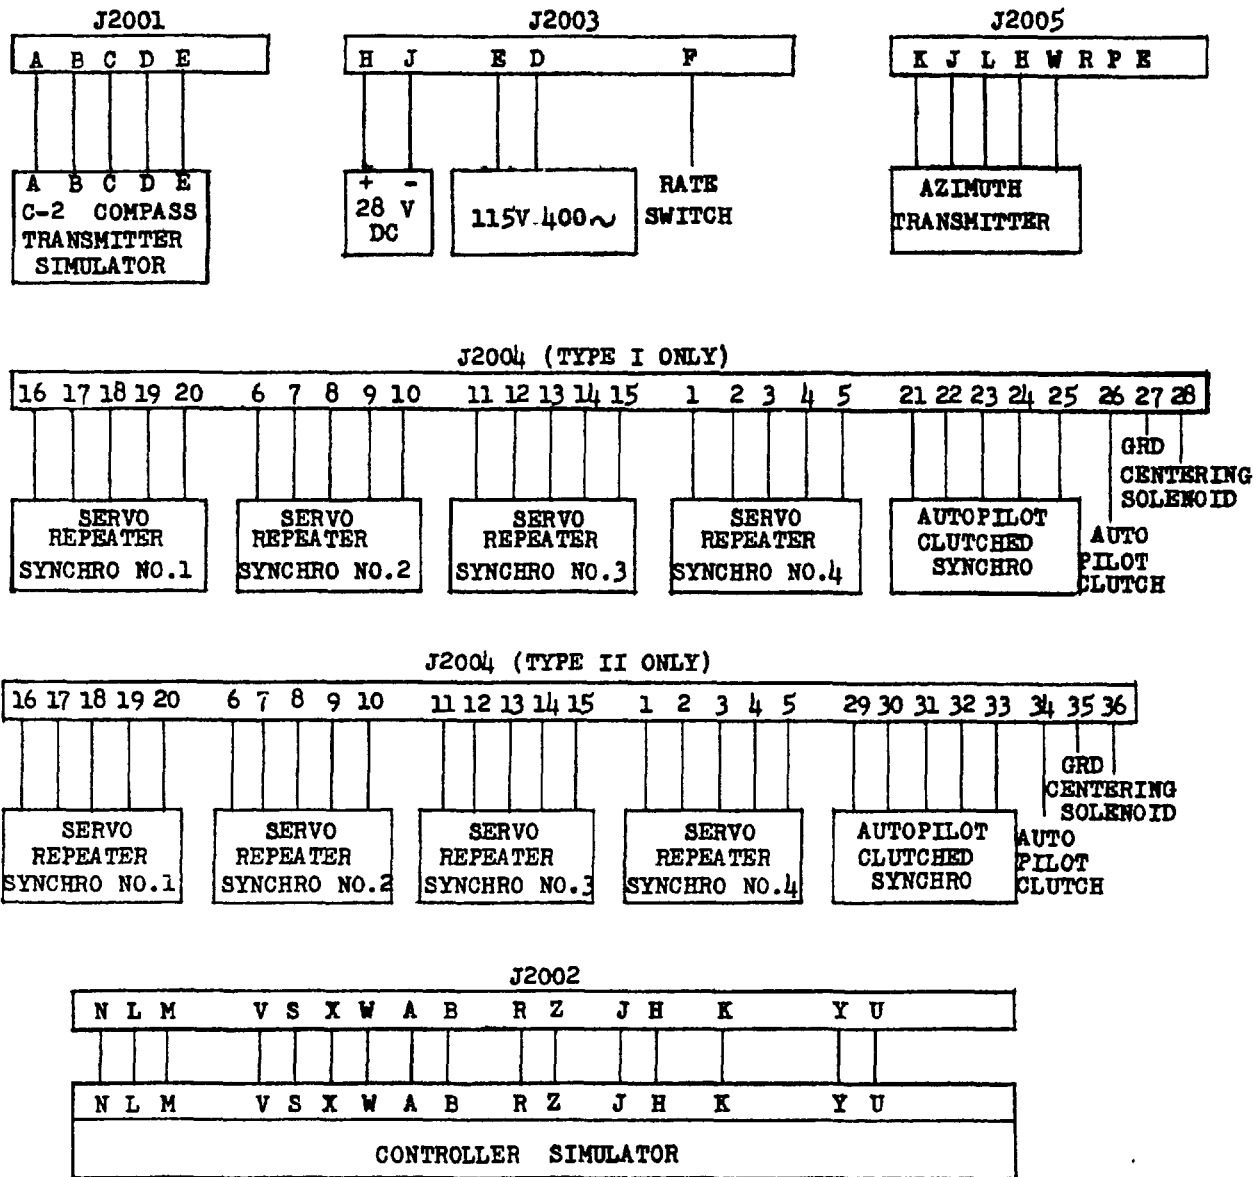 J2001 J2003 J2005
A B C D E H J E D F K J L H W R P E
A B C D E + - RATE AZIMUTH
C-2 COMPASS 28 V 115V 400~ SWITCH TRANSMITTER
TRANSMITTER DC
SIMULATOR
J2004 (TYPE I ONLY)
16 17 18 19 20 6 7 8 9 10 11 12 13 14 15 1 2 3 4 5 21 22 23 24 25 26 27 28
GRD
CENTERING
SOLENOID
SERVO SERVO SERVO SERVO AUTOPILOT
REPEATER REPEATER REPEATER REPEATER CLUTCHED AUTO
SYNCHRO NO.1 SYNCHRO NO.2 SYNCHRO NO.3 SYNCHRO NO.4 SYNCHRO PILOT
CLUTCH
J2004 (TYPE II ONLY)
16 17 18 19 20 6 7 8 9 10 11 12 13 14 15 1 2 3 4 5 29 30 31 32 33 34 35 36
GRD
CENTERING
SOLENOID
SERVO SERVO SERVO SERVO AUTOPILOT AUTO
REPEATER REPEATER REPEATER REPEATER CLUTCHED PILOT
SYNCHRO NO.1 SYNCHRO NO.2 SYNCHRO NO.3 SYNCHRO NO.4 SYNCHRO CLUTCH
J2002
N L M V S X W A B R Z J H K Y U
N L M V S X W A B R Z J H K Y U
CONTROLLER SIMULATOR